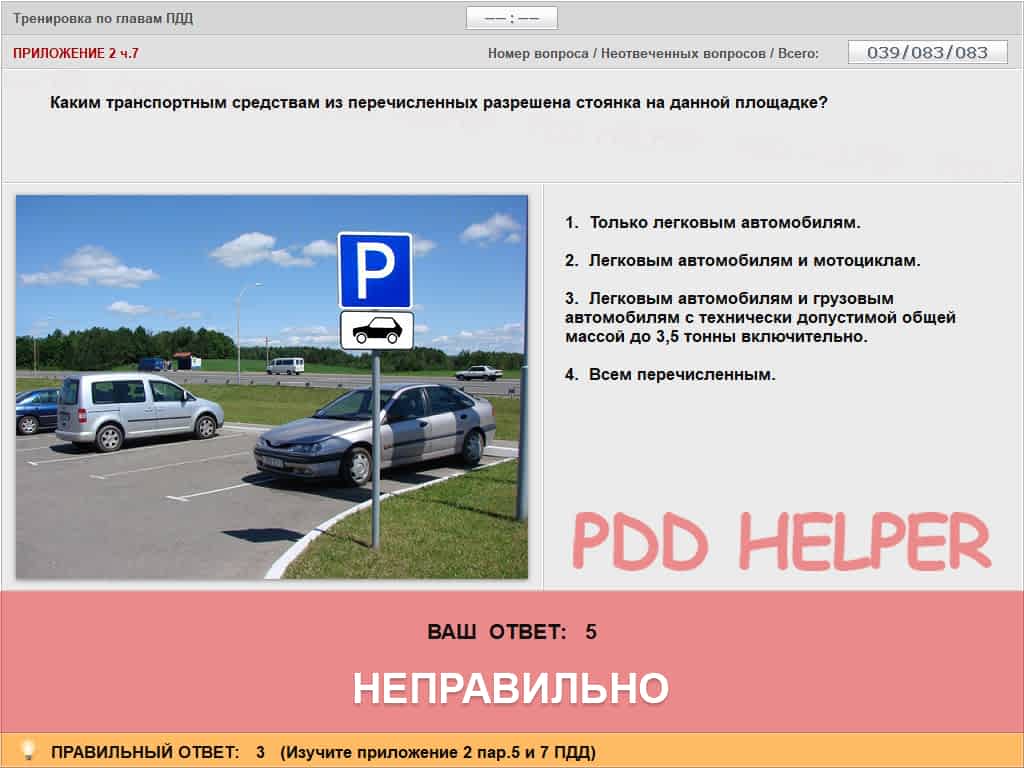 Тренировка по главам ПДД
–– : ––
ПРИЛОЖЕНИЕ 2 ч.7
Номер вопроса / Неотвеченных вопросов / Всего:
039/083/083
Каким транспортным средствам из перечисленных разрешена стоянка на данной площадке?
P
1. Только легковым автомобилям.
2. Легковым автомобилям и мотоциклам.
3. Легковым автомобилям и грузовым
автомобилям с технически допустимой общей
массой до 3,5 тонны включительно.
4. Всем перечисленным.
PDD HELPER
ВАШ ОТВЕТ: 5
НЕПРАВИЛЬНО
ПРАВИЛЬНЫЙ ОТВЕТ: 3 (Изучите приложение 2 пар.5 и 7 ПДД)